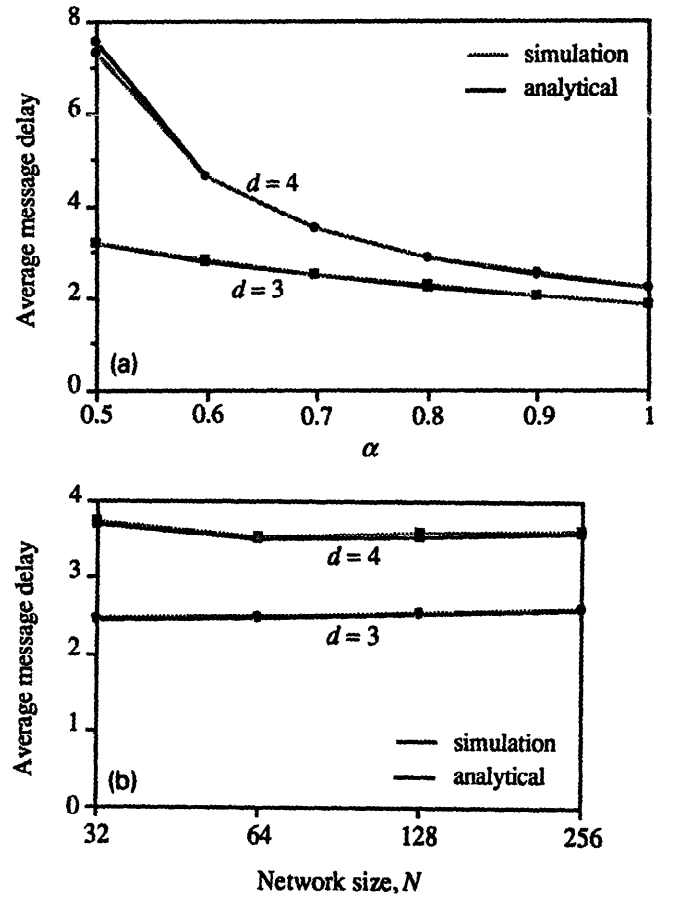 8
6
4
2
0
Average message delay
simulation
analytical
d = 4
d = 3
(a)
0.5 0.6 0.7 0.8 0.9 1
α
4
3
2
1
0
Average message delay
d = 4
d = 3
simulation
analytical
(b)
32 64 128 256
Network size, N